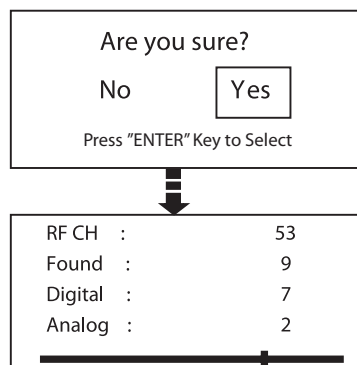 Are you sure?
No Yes
Press "ENTER" Key to Select
RF CH : 53
Found : 9
Digital : 7
Analog : 2